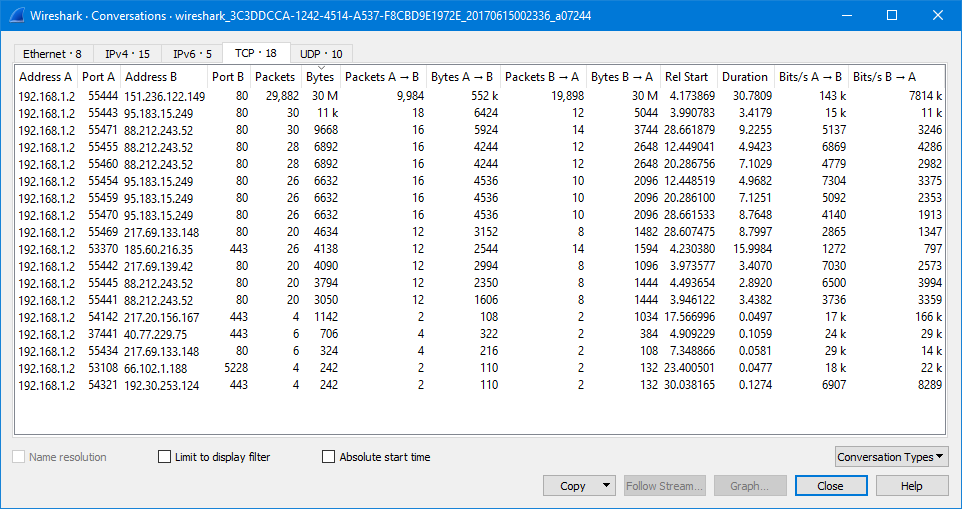 Wireshark · Conversations · wireshark_3C3DDCCA-1242-4514-A537-F8CBD9E1972E_20170615002336_a07244
Ethernet · 8 IPv4 · 15 IPv6 · 5 TCP · 18 UDP · 10
Address A Port A Address B Port B Packets Bytes Packets A → B Bytes A → B Packets B → A Bytes B → A Rel Start Duration Bits/s A → B Bits/s B → A
192.168.1.2 55444 151.236.122.149 80 29,882 30 M 9,984 552 k 19,898 30 M 4.173869 30.7809 143 k 7814 k
192.168.1.2 55443 95.183.15.249 80 30 11 k 18 6424 12 5044 3.990783 3.4179 15 k 11 k
192.168.1.2 55471 88.212.243.52 80 30 9668 16 5924 14 3744 28.661879 9.2255 5137 3246
192.168.1.2 55455 88.212.243.52 80 28 6892 16 4244 12 2648 12.449041 4.9423 6869 4286
192.168.1.2 55460 88.212.243.52 80 28 6892 16 4244 12 2648 20.286756 7.1029 4779 2982
192.168.1.2 55454 95.183.15.249 80 26 6632 16 4536 10 2096 12.448519 4.9682 7304 3375
192.168.1.2 55459 95.183.15.249 80 26 6632 16 4536 10 2096 20.286100 7.1251 5092 2353
192.168.1.2 55470 95.183.15.249 80 26 6632 16 4536 10 2096 28.661533 8.7648 4140 1913
192.168.1.2 55469 217.69.133.148 80 20 4634 12 3152 8 1482 28.607475 8.7997 2865 1347
192.168.1.2 53370 185.60.216.35 443 26 4138 12 2544 14 1594 4.230380 15.9984 1272 797
192.168.1.2 55442 217.69.139.42 80 20 4090 12 2994 8 1096 3.973577 3.4070 7030 2573
192.168.1.2 55445 88.212.243.52 80 20 3794 12 2350 8 1444 4.493654 2.8920 6500 3994
192.168.1.2 55441 88.212.243.52 80 20 3050 12 1606 8 1444 3.946122 3.4382 3736 3359
192.168.1.2 54142 217.20.156.167 443 4 1142 2 108 2 1034 17.566996 0.0497 17 k 166 k
192.168.1.2 37441 40.77.229.75 443 6 706 4 322 2 384 4.909229 0.1059 24 k 29 k
192.168.1.2 55434 217.69.133.148 80 6 324 4 216 2 108 7.348866 0.0581 29 k 14 k
192.168.1.2 53108 66.102.1.188 5228 4 242 2 110 2 132 23.400501 0.0477 18 k 22 k
192.168.1.2 54321 192.30.253.124 443 4 242 2 110 2 132 30.038165 0.1274 6907 8289
Name resolution Limit to display filter Absolute start time Conversation Types
Copy Follow Stream... Graph... Close Help